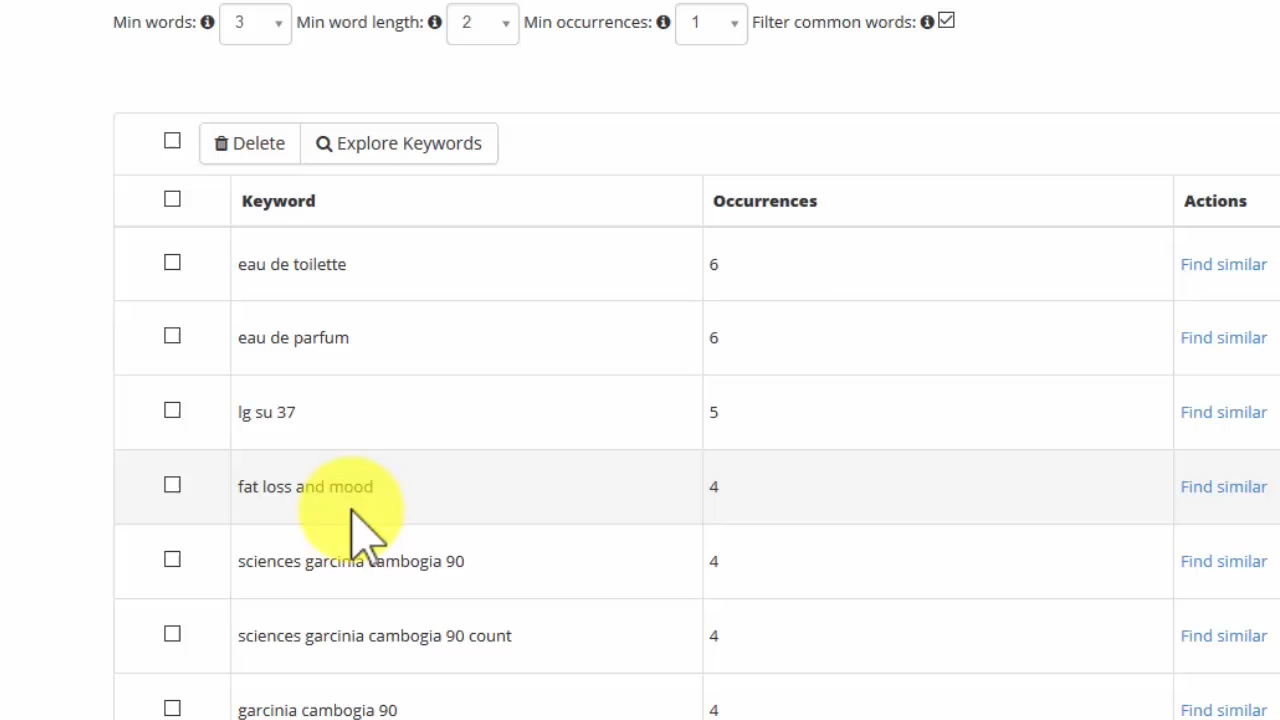 Min words: 3 Min word length: 2 Min occurrences: 1 Filter common words:
Delete Explore Keywords
Keyword Occurrences Actions
eau de toilette 6 Find similar
eau de parfum 6 Find similar
lg su 37 5 Find similar
fat loss and mood 4 Find similar
sciences garcinia cambogia 90 4 Find similar
sciences garcinia cambogia 90 count 4 Find similar
garcinia cambogia 90 4 Find similar